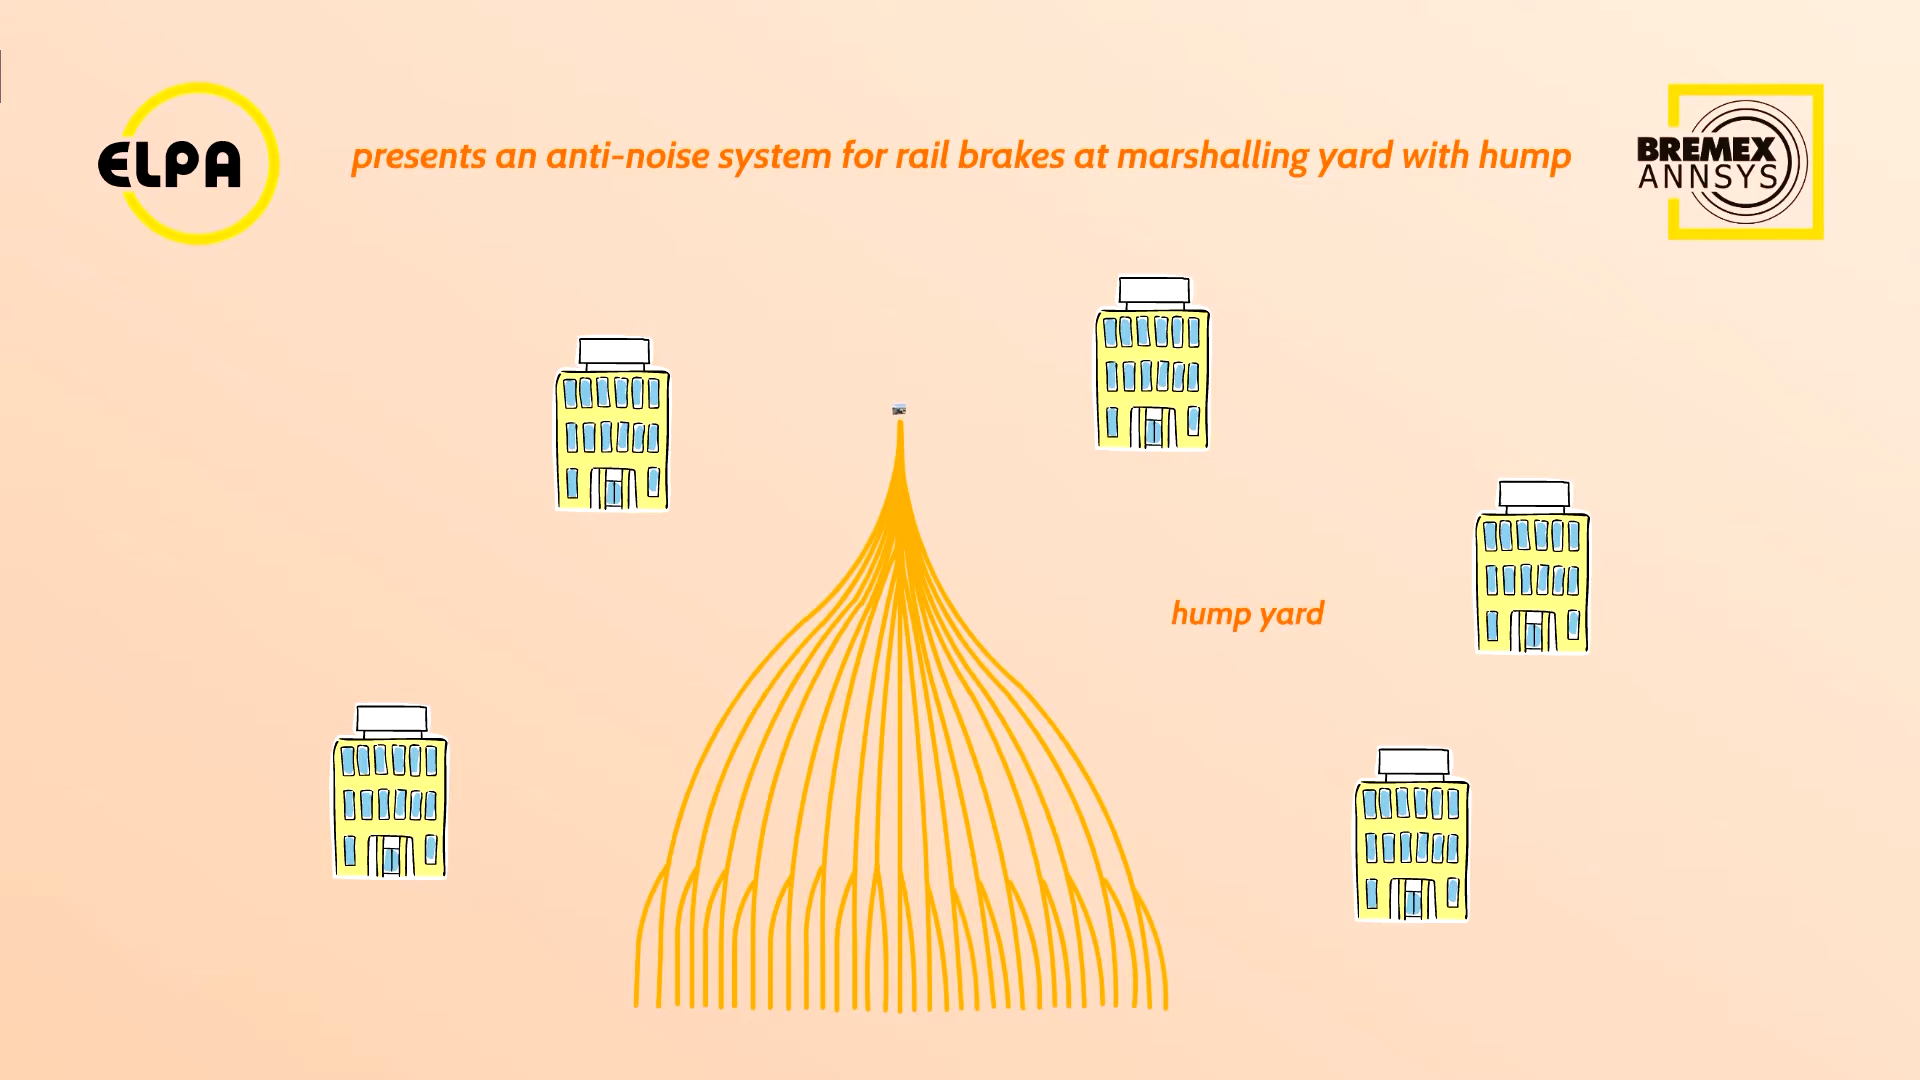 ELPA
presents an anti-noise system for rail brakes at marshalling yard with hump
BREMEX
ANNSYS
hump yard